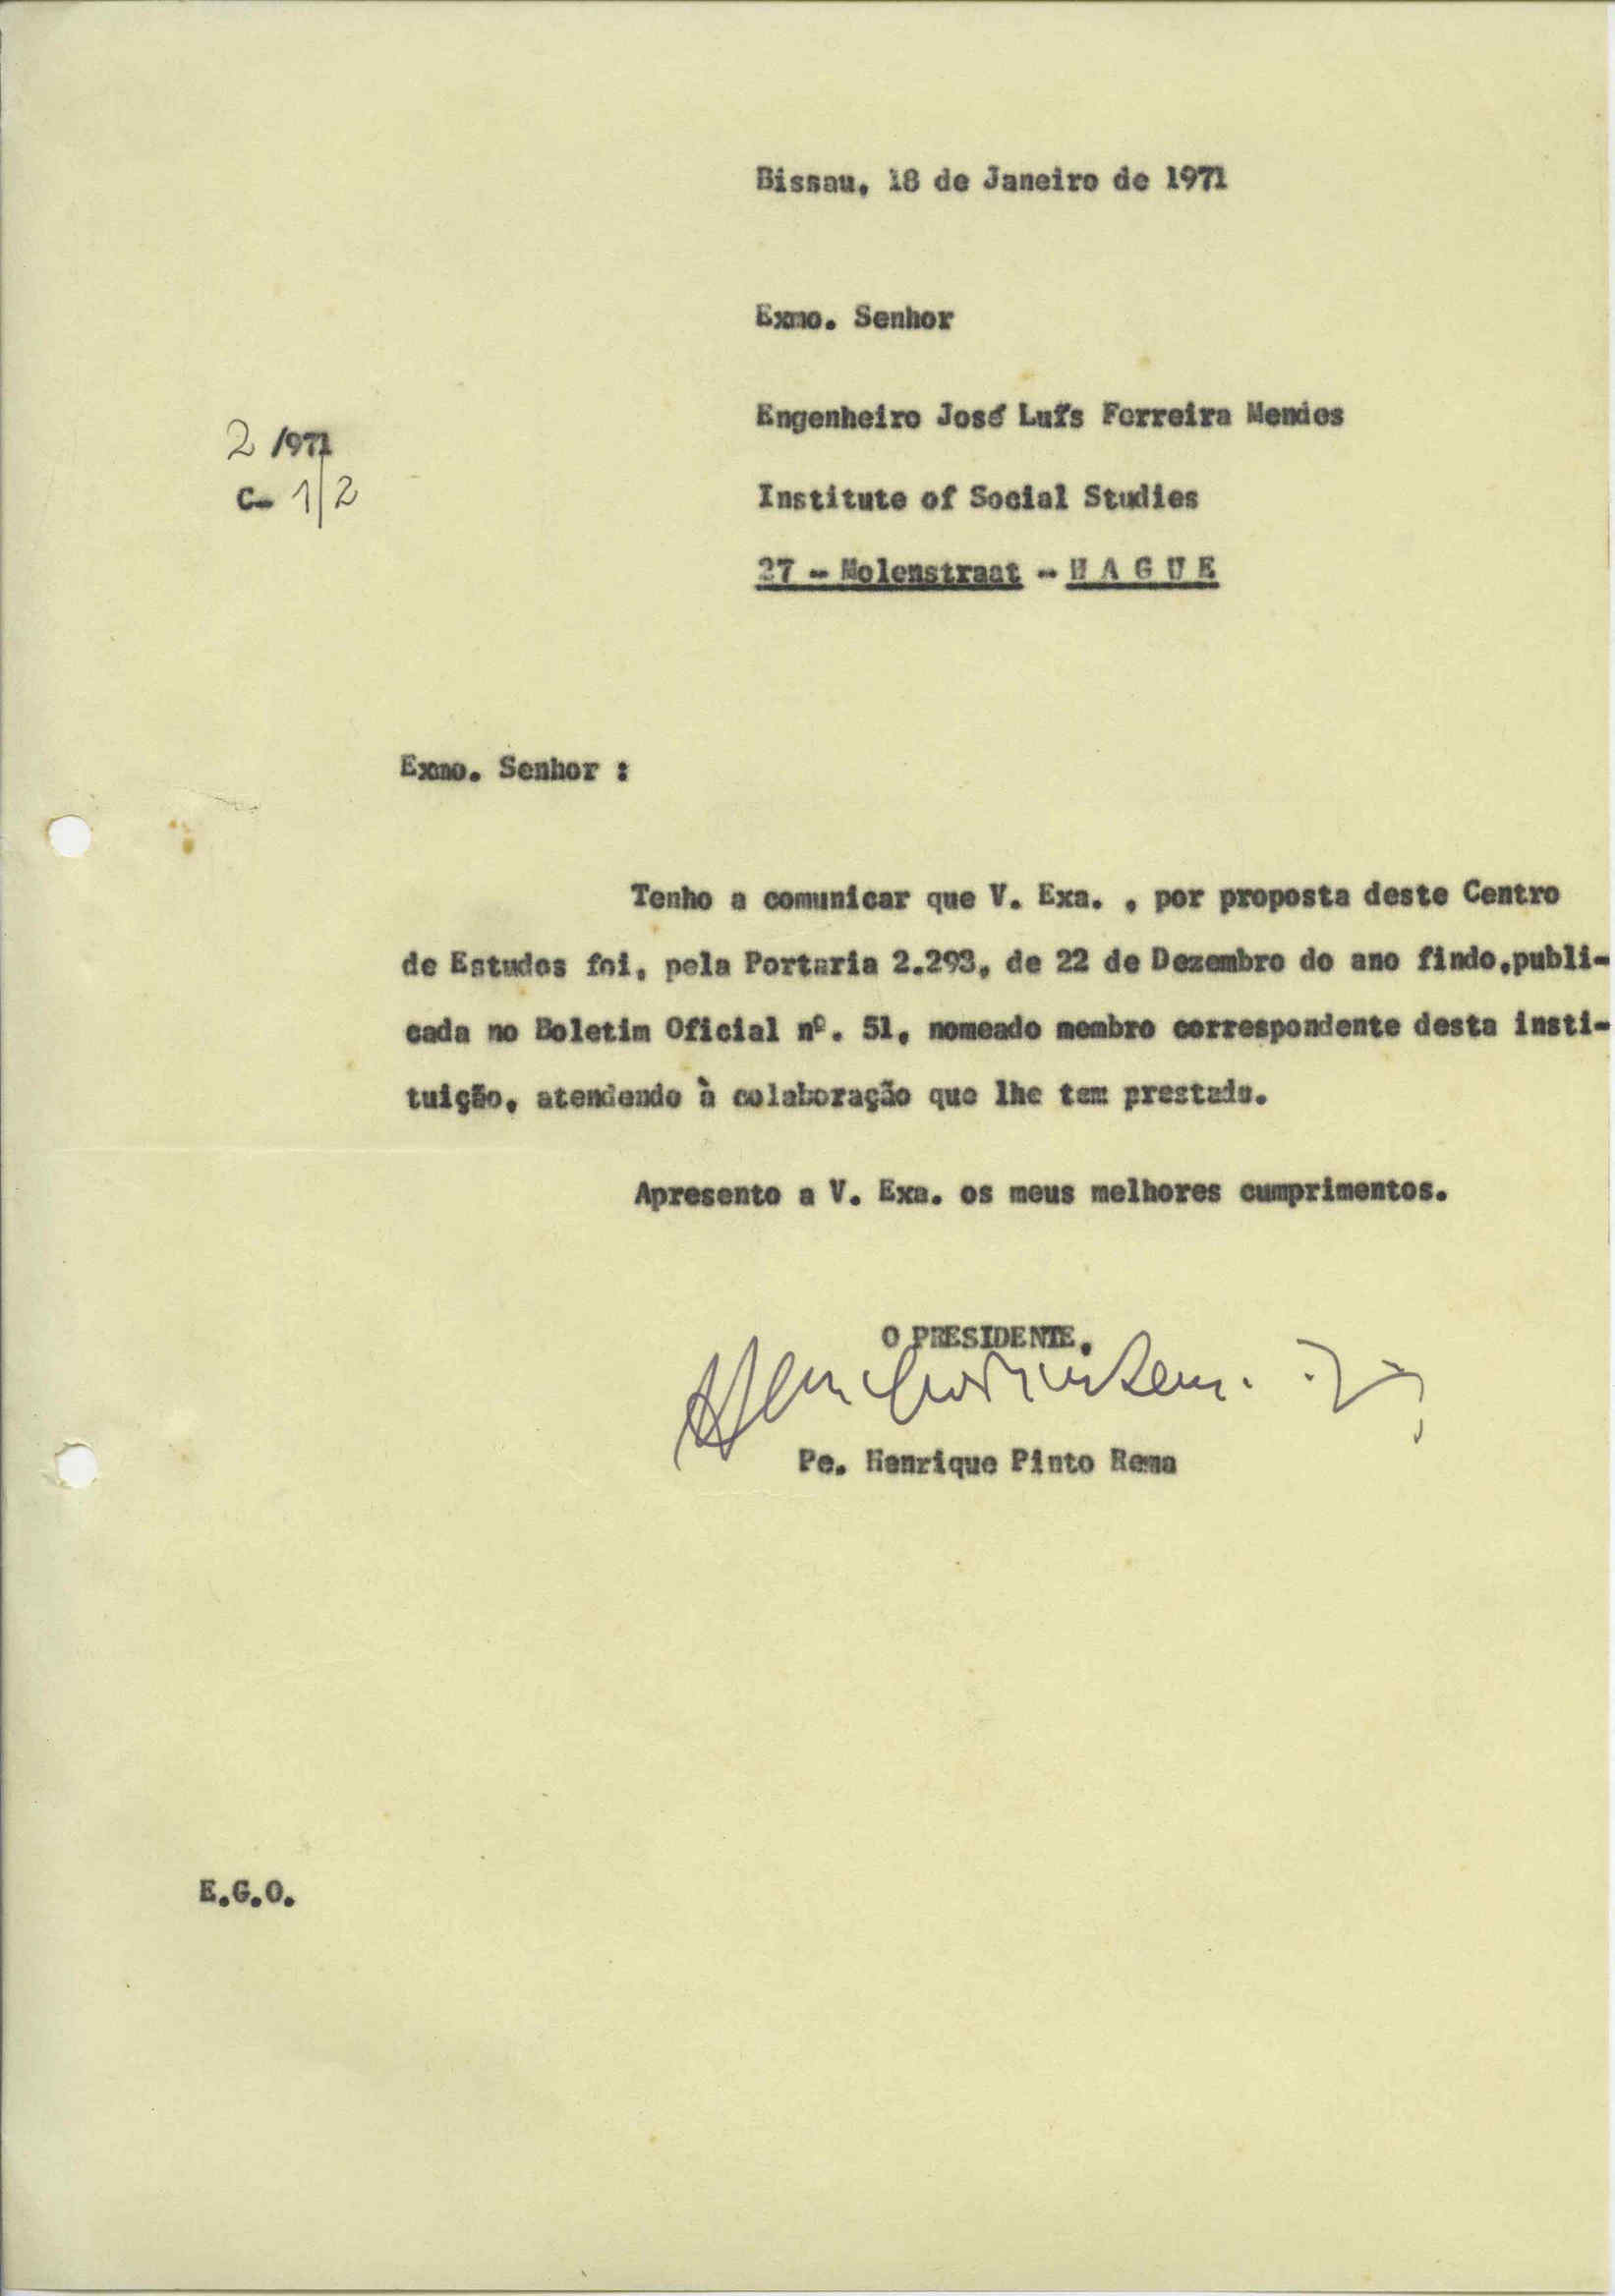 Bissau, 18 de Janeiro de 1971
Exmo. Senhor
Engenheiro José Luís Ferreira Mendes
2 /971
C- 1/2
Institute of Social Studies
27 - Molenstraat - H A G U E
Exmo. Senhor :
Tenho a comunicar que V. Exa. , por proposta deste Centro
de Estudos foi, pela Portaria 2.293, de 22 de Dezembro do ano findo,publi-
cada no Boletim Oficial nº. 51, nomeado membro correspondente desta insti-
tuição, atendendo à colaboração que lhe tem prestado.
Apresento a V. Exa. os meus melhores cumprimentos.
O PRESIDENTE,
Pe. Henrique Pinto Rema
E.G.O.